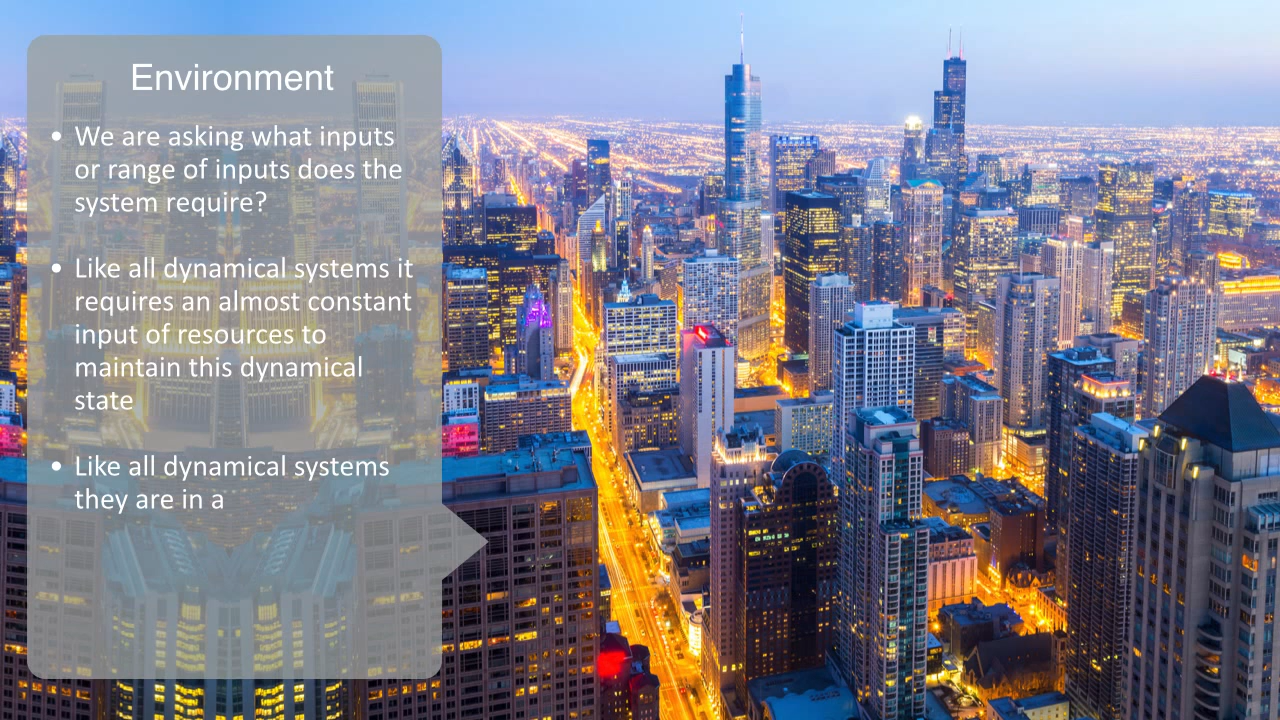 Environment
• We are asking what inputs
or range of inputs does the
system require?
• Like all dynamical systems it
requires an almost constant
input of resources to
maintain this dynamical
state
• Like all dynamical systems
they are in a